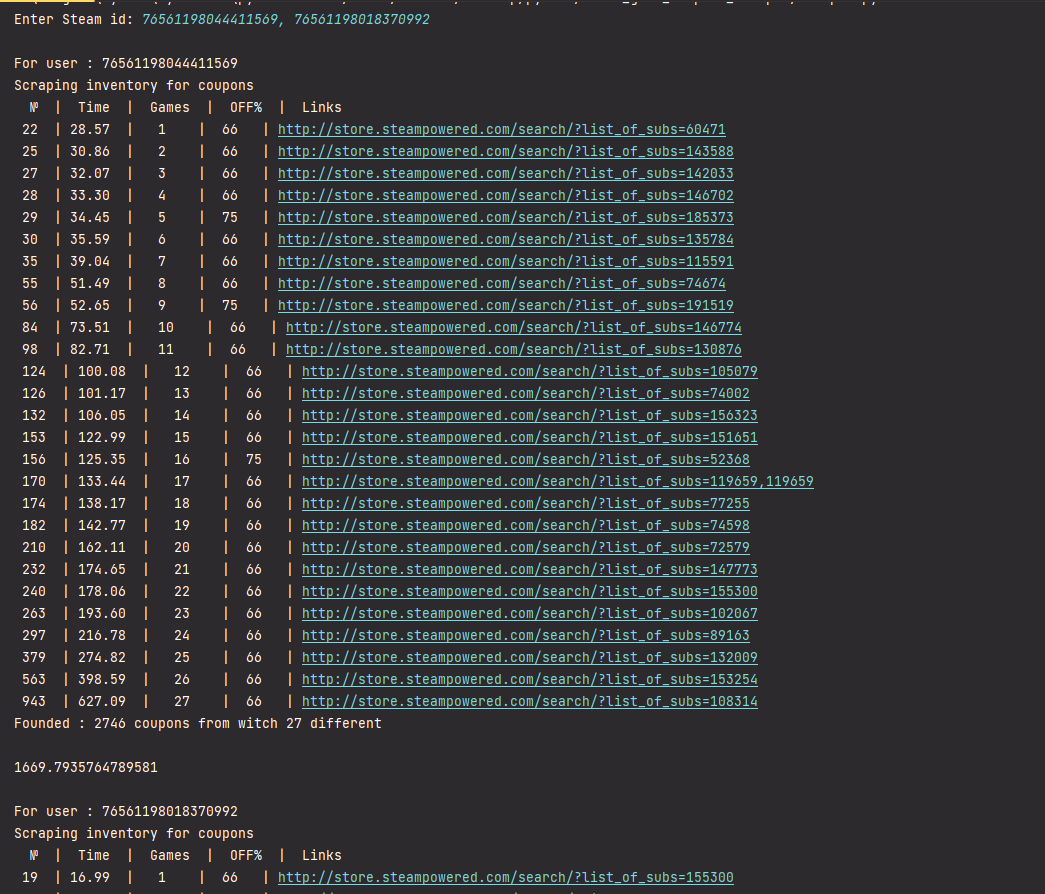 Enter Steam id: 76561198044411569, 76561198018370992
For user : 76561198044411569
Scraping inventory for coupons
№ | Time | Games | OFF% | Links
22 | 28.57 | 1 | 66 | http://store.steampowered.com/search/?list_of_subs=60471
25 | 30.86 | 2 | 66 | http://store.steampowered.com/search/?list_of_subs=143588
27 | 32.07 | 3 | 66 | http://store.steampowered.com/search/?list_of_subs=142033
28 | 33.30 | 4 | 66 | http://store.steampowered.com/search/?list_of_subs=146702
29 | 34.45 | 5 | 75 | http://store.steampowered.com/search/?list_of_subs=185373
30 | 35.59 | 6 | 66 | http://store.steampowered.com/search/?list_of_subs=135784
35 | 39.04 | 7 | 66 | http://store.steampowered.com/search/?list_of_subs=115591
55 | 51.49 | 8 | 66 | http://store.steampowered.com/search/?list_of_subs=74674
56 | 52.65 | 9 | 75 | http://store.steampowered.com/search/?list_of_subs=191519
84 | 73.51 | 10 | 66 | http://store.steampowered.com/search/?list_of_subs=146774
98 | 82.71 | 11 | 66 | http://store.steampowered.com/search/?list_of_subs=130876
124 | 100.08 | 12 | 66 | http://store.steampowered.com/search/?list_of_subs=105079
126 | 101.17 | 13 | 66 | http://store.steampowered.com/search/?list_of_subs=74002
132 | 106.05 | 14 | 66 | http://store.steampowered.com/search/?list_of_subs=156323
153 | 122.99 | 15 | 66 | http://store.steampowered.com/search/?list_of_subs=151651
156 | 125.35 | 16 | 75 | http://store.steampowered.com/search/?list_of_subs=52368
170 | 133.44 | 17 | 66 | http://store.steampowered.com/search/?list_of_subs=119659,119659
174 | 138.17 | 18 | 66 | http://store.steampowered.com/search/?list_of_subs=77255
182 | 142.77 | 19 | 66 | http://store.steampowered.com/search/?list_of_subs=74598
210 | 162.11 | 20 | 66 | http://store.steampowered.com/search/?list_of_subs=72579
232 | 174.65 | 21 | 66 | http://store.steampowered.com/search/?list_of_subs=147773
240 | 178.06 | 22 | 66 | http://store.steampowered.com/search/?list_of_subs=155300
263 | 193.60 | 23 | 66 | http://store.steampowered.com/search/?list_of_subs=102067
297 | 216.78 | 24 | 66 | http://store.steampowered.com/search/?list_of_subs=89163
379 | 274.82 | 25 | 66 | http://store.steampowered.com/search/?list_of_subs=132009
563 | 398.59 | 26 | 66 | http://store.steampowered.com/search/?list_of_subs=153254
943 | 627.09 | 27 | 66 | http://store.steampowered.com/search/?list_of_subs=108314
Founded : 2746 coupons from witch 27 different
1669.7935764789581
For user : 76561198018370992
Scraping inventory for coupons
№ | Time | Games | OFF% | Links
19 | 16.99 | 1 | 66 | http://store.steampowered.com/search/?list_of_subs=155300